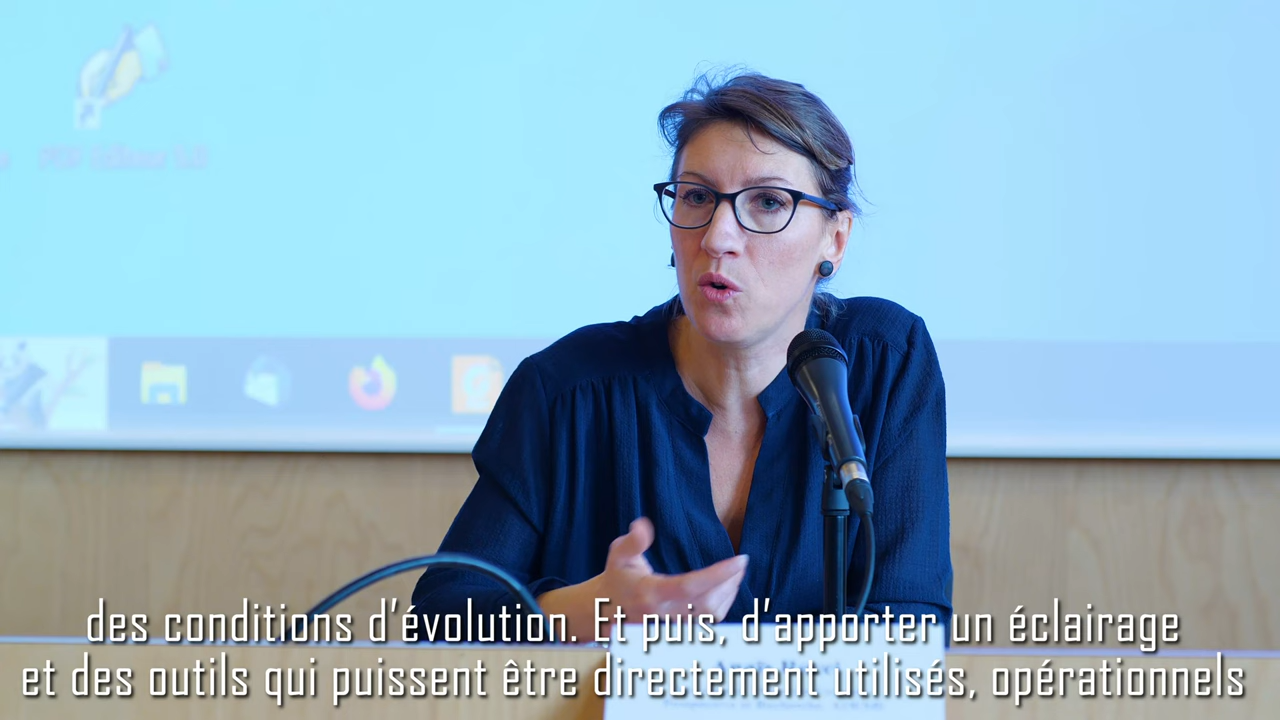 des conditions d’évolution. Et puis, d’apporter un éclairage
et des outils qui puissent être directement utilisés, opérationnels